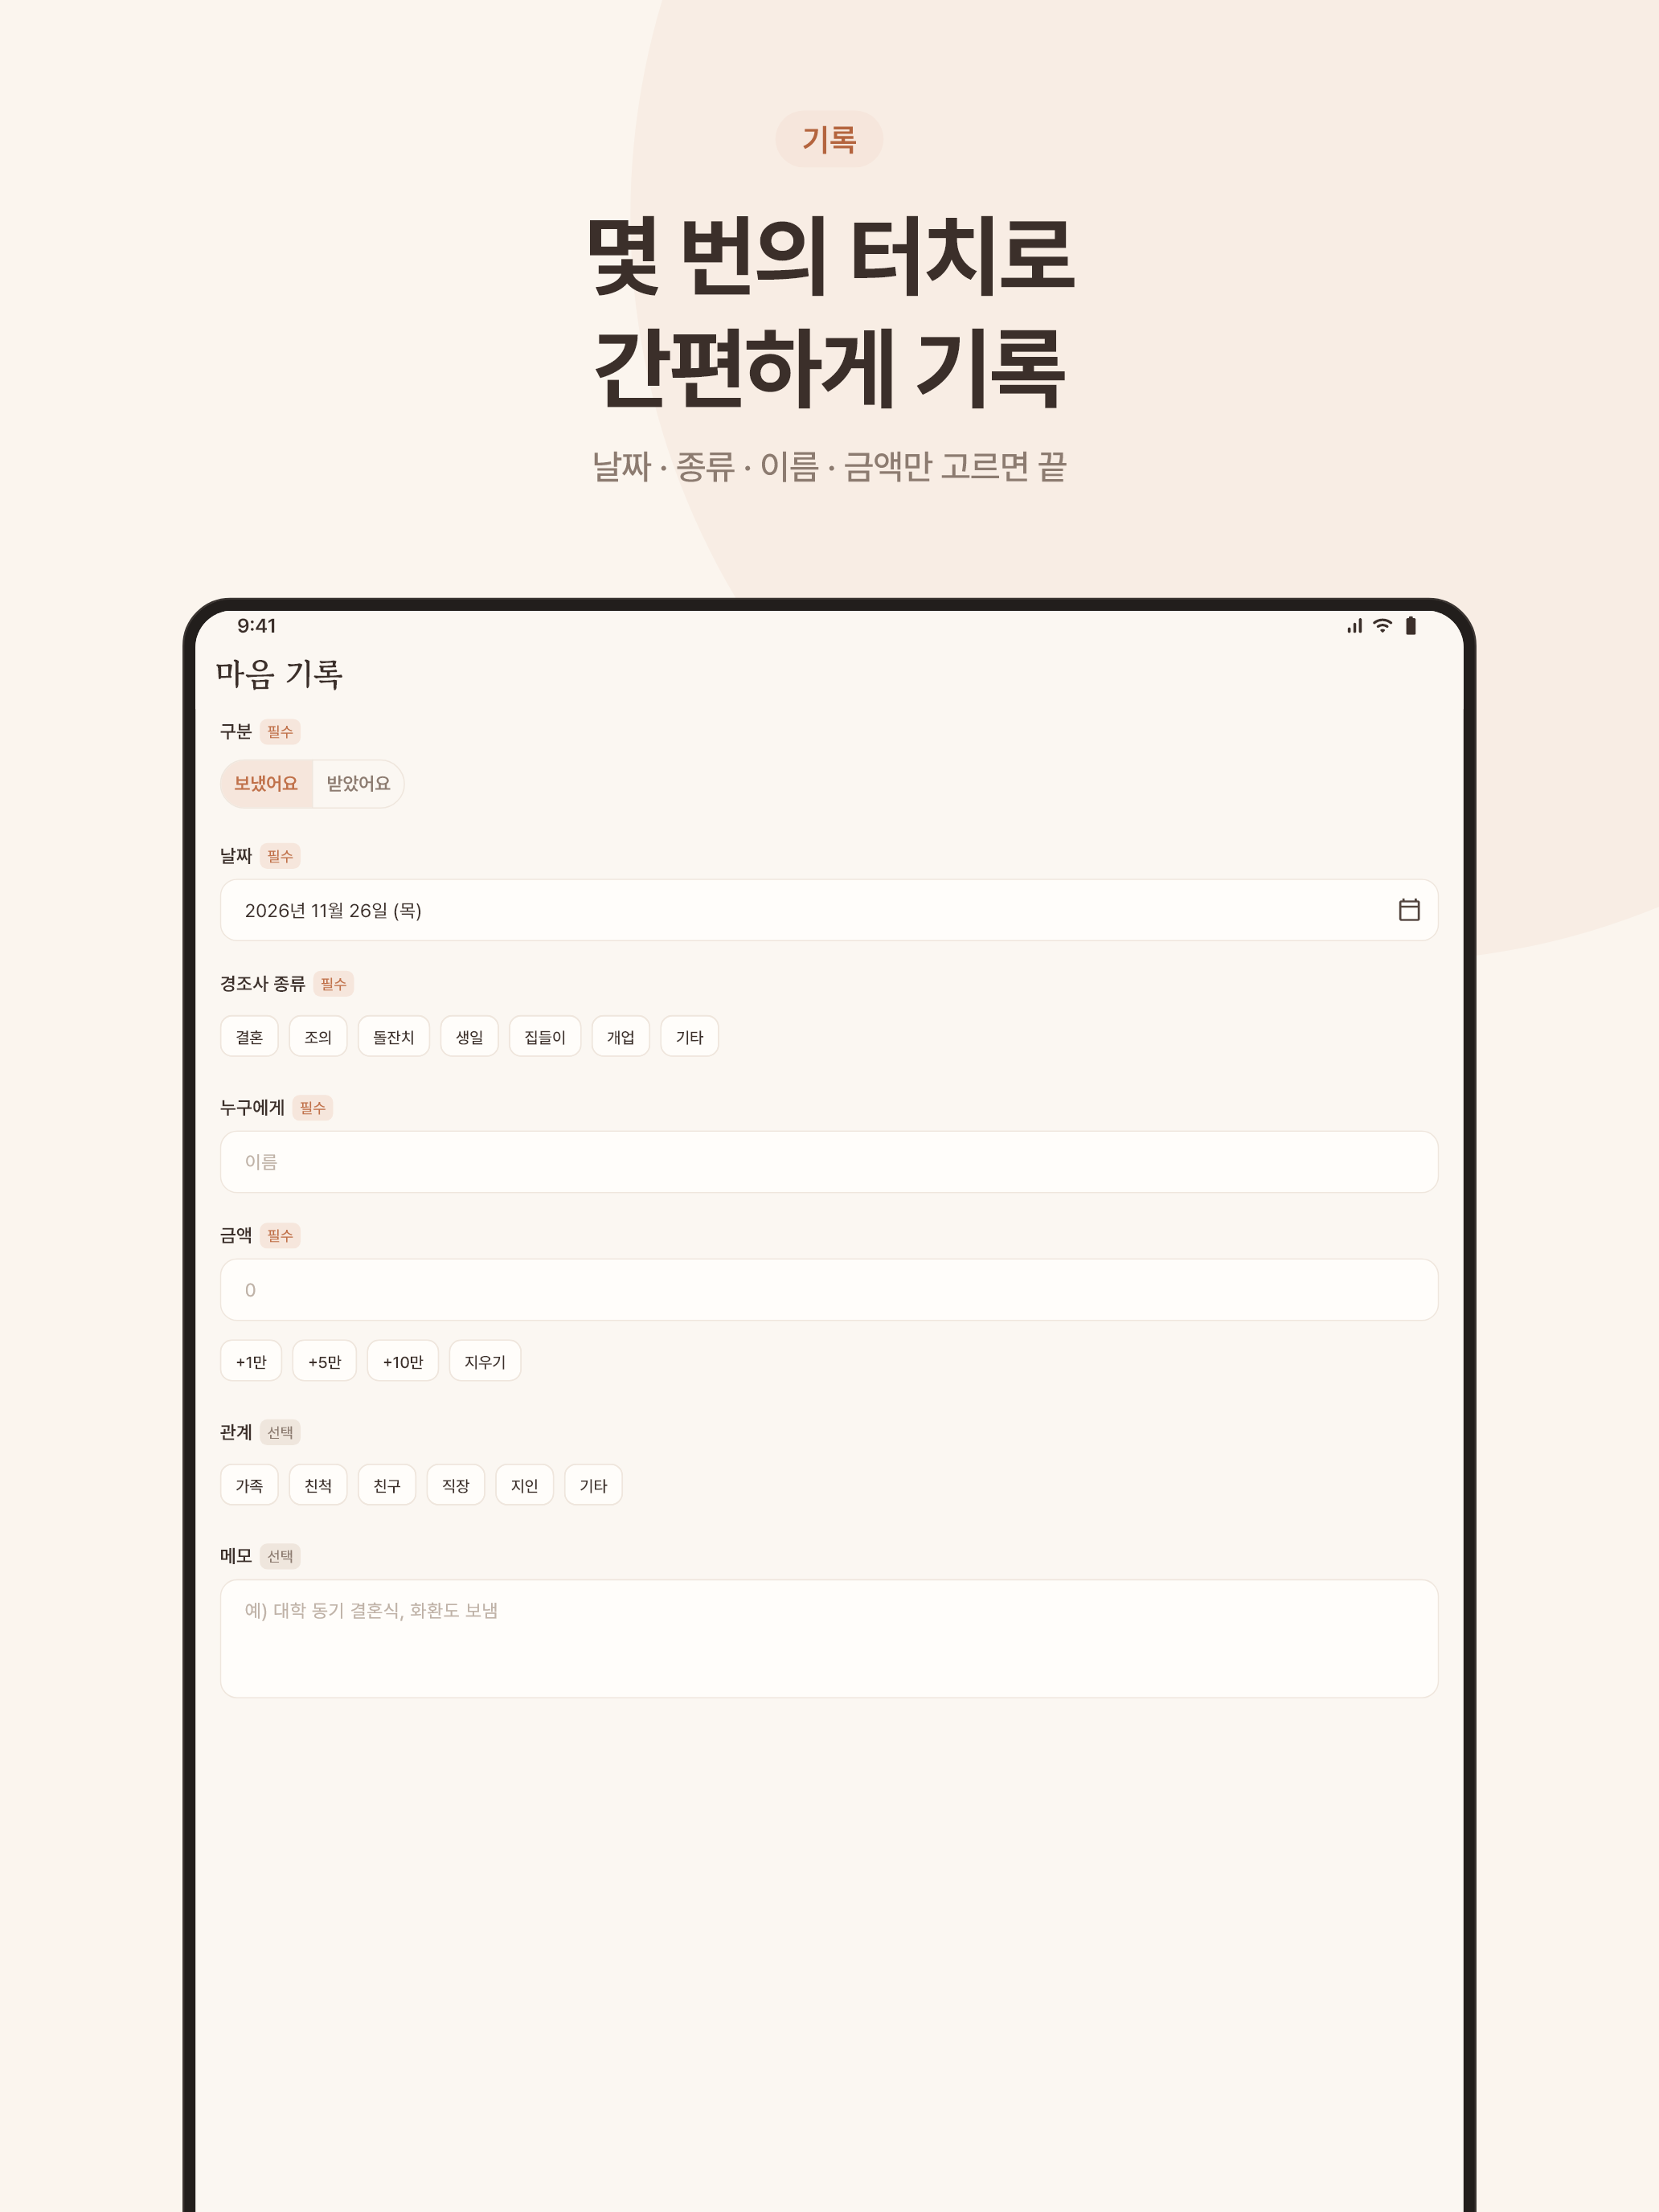 기록
몇 번의 터치로
간편하게 기록
날짜 · 종류 · 이름 · 금액만 고르면 끝
9:41
마음 기록
구분 필수
보냈어요 받았어요
날짜 필수
2026년 11월 26일 (목)
경조사 종류 필수
결혼 조의 돌잔치 생일 집들이 개업 기타
누구에게 필수
이름
금액 필수
0
+1만 +5만 +10만 지우기
관계 선택
가족 친척 친구 직장 지인 기타
메모 선택
예) 대학 동기 결혼식, 화환도 보냄